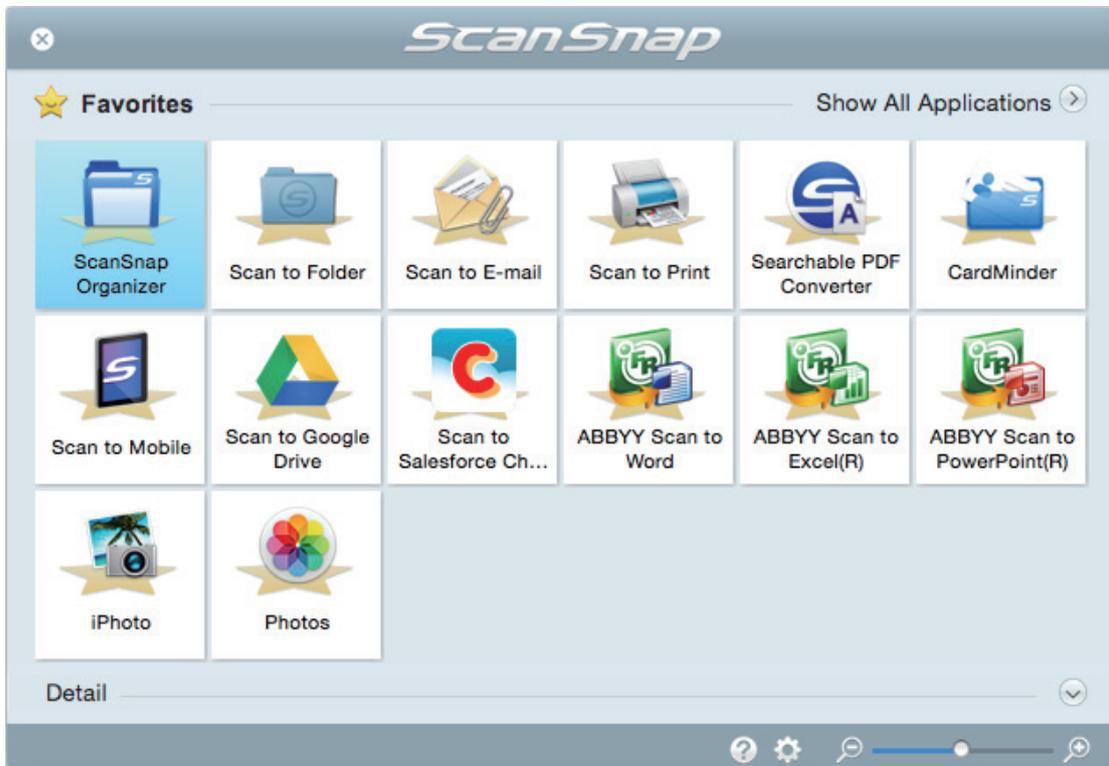 ScanSnap
Favorites
Show All Applications
ScanSnap
Organizer
Scan to Folder
Scan to E-mail
Scan to Print
Searchable PDF
Converter
CardMinder
Scan to Mobile
Scan to Google
Drive
Scan to
Salesforce Ch...
ABBYY Scan to
Word
ABBYY Scan to
Excel(R)
ABBYY Scan to
PowerPoint(R)
iPhoto
Photos
Detail